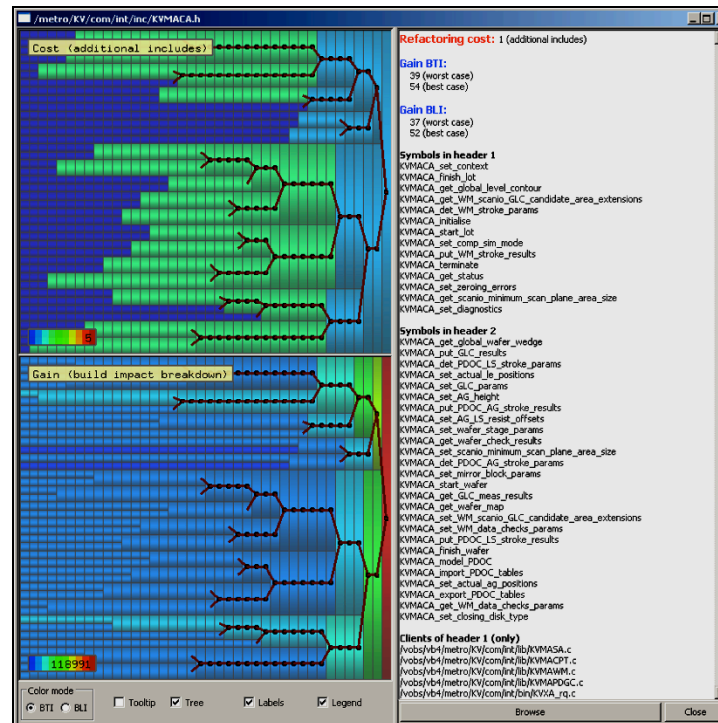 /metro/KV/com/int/inc/KVMACA.h
Cost (additional includes)
5
Gain (build impact breakdown)
118991
Color mode
BTI
BLI
Tooltip
Tree
Labels
Legend
Refactoring cost: 1 (additional includes)
Gain BTI:
39 (worst case)
54 (best case)
Gain BLI:
37 (worst case)
52 (best case)
Symbols in header 1
KVMACA_set_context
KVMACA_finish_lot
KVMACA_get_global_level_contour
KVMACA_get_WM_scanio_GLC_candidate_area_extensions
KVMACA_det_WM_stroke_params
KVMACA_initialise
KVMACA_start_lot
KVMACA_set_comp_sim_mode
KVMACA_put_WM_stroke_results
KVMACA_terminate
KVMACA_get_status
KVMACA_set_zeroing_errors
KVMACA_get_scanio_minimum_scan_plane_area_size
KVMACA_set_diagnostics
Symbols in header 2
KVMACA_get_global_wafer_wedge
KVMACA_put_GLC_results
KVMACA_det_PDOC_LS_stroke_params
KVMACA_set_actual_le_positions
KVMACA_set_GLC_params
KVMACA_set_AG_height
KVMACA_put_PDOC_AG_stroke_results
KVMACA_set_AG_LS_resist_offsets
KVMACA_set_wafer_stage_params
KVMACA_get_wafer_check_results
KVMACA_set_scanio_minimum_scan_plane_area_size
KVMACA_det_PDOC_AG_stroke_params
KVMACA_set_mirror_block_params
KVMACA_start_wafer
KVMACA_get_GLC_meas_results
KVMACA_get_wafer_map
KVMACA_set_WM_scanio_GLC_candidate_area_extensions
KVMACA_set_WM_data_checks_params
KVMACA_put_PDOC_LS_stroke_results
KVMACA_finish_wafer
KVMACA_model_PDOC
KVMACA_import_PDOC_tables
KVMACA_set_actual_ag_positions
KVMACA_export_PDOC_tables
KVMACA_get_WM_data_checks_params
KVMACA_set_closing_disk_type
Clients of header 1 (only)
/vobs/vb4/metro/KV/com/int/lib/KVMASA.c
/vobs/vb4/metro/KV/com/int/lib/KVMACPT.c
/vobs/vb4/metro/KV/com/int/lib/KVMAWM.c
/vobs/vb4/metro/KV/com/int/lib/KVMAPDGC.c
/vobs/vb4/metro/KV/com/int/bin/KVXA_rq.c
Browse
Close